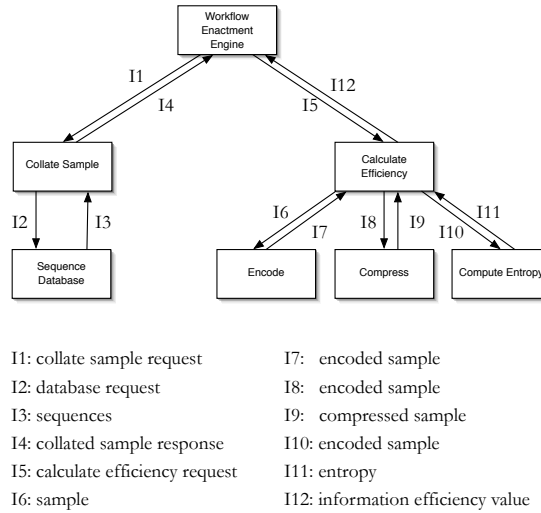 Workflow
Enactment
Engine
I1
I4
I12
I5
Collate Sample
Calculate
Efficiency
I2
I3
I6
I7
I8
I9
I11
I10
Sequence
Database
Encode
Compress
Compute Entropy
I1: collate sample request
I2: database request
I3: sequences
I4: collated sample response
I5: calculate efficiency request
I6: sample
I7: encoded sample
I8: encoded sample
I9: compressed sample
I10: encoded sample
I11: entropy
I12: information efficiency value